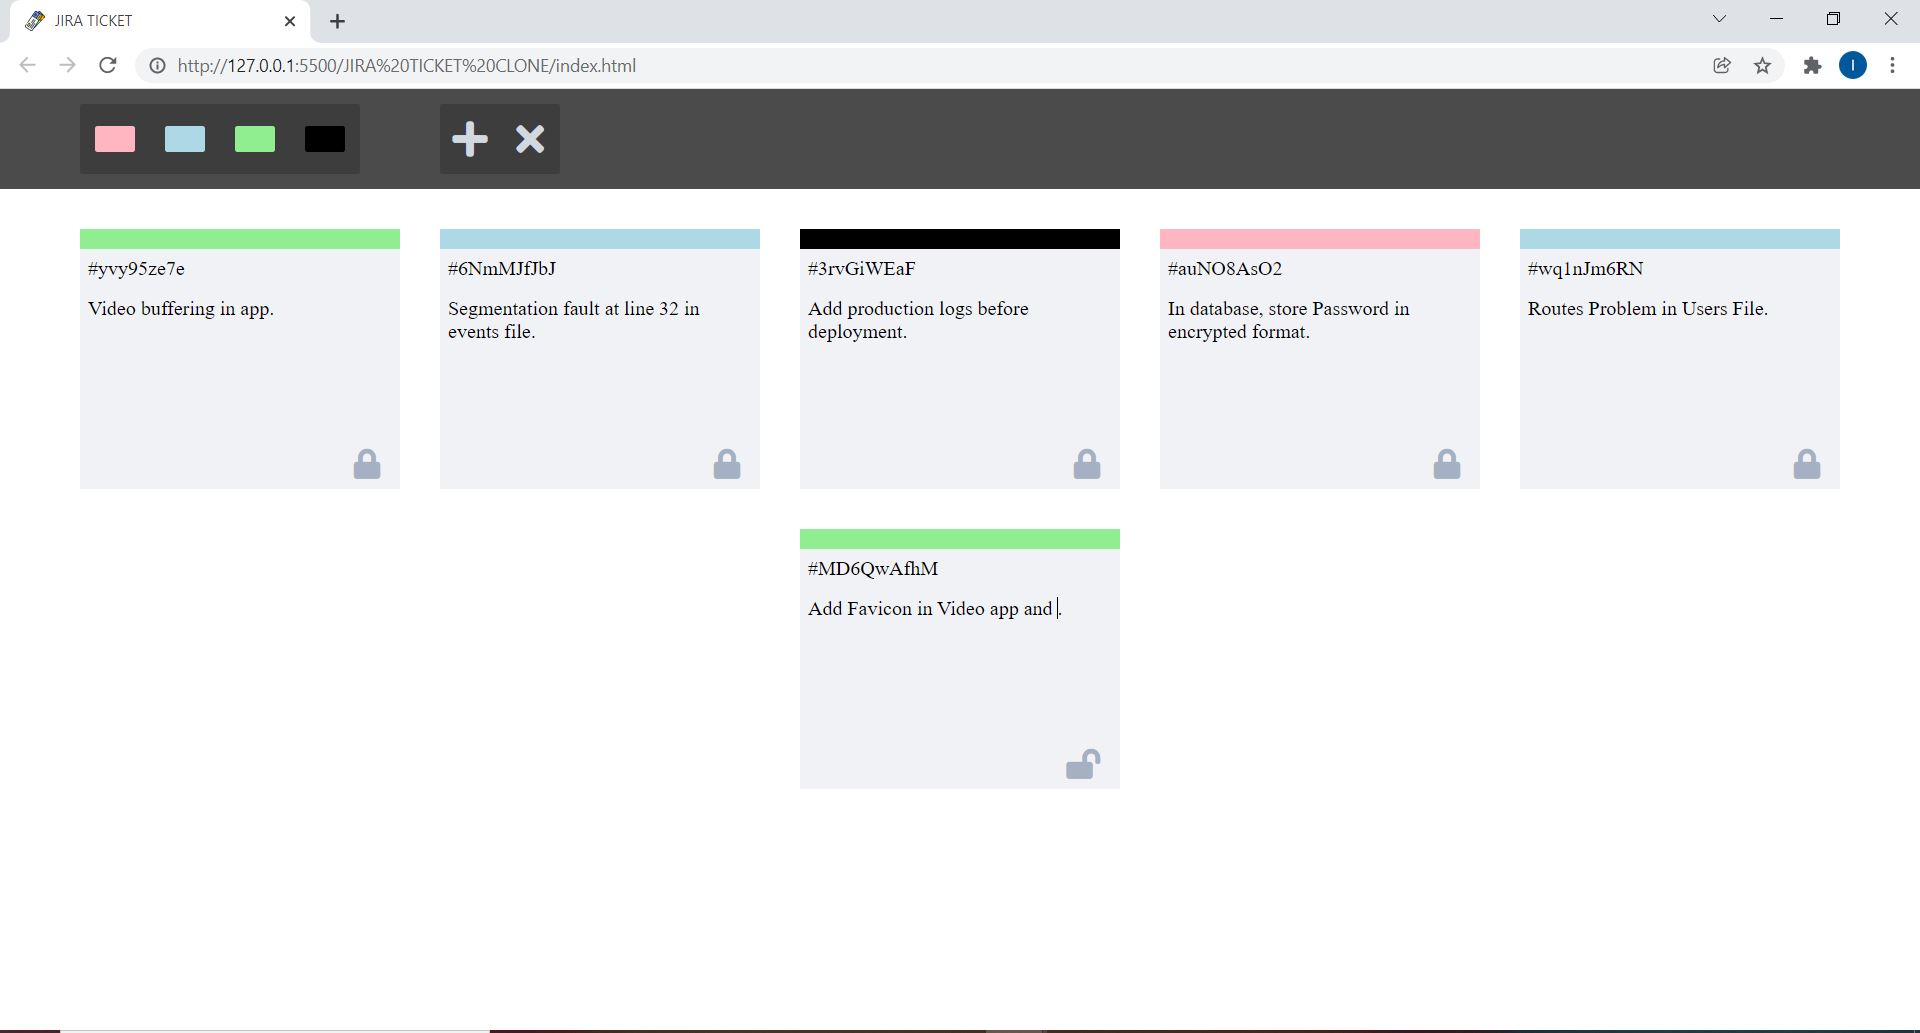 JIRA TICKET
http://127.0.0.1:5500/JIRA%20TICKET%20CLONE/index.html
I
#yvy95ze7e
Video buffering in app.
#6NmMJfJbJ
Segmentation fault at line 32 in
events file.
#3rvGiWEaF
Add production logs before
deployment.
#auNO8AsO2
In database, store Password in
encrypted format.
#wq1nJm6RN
Routes Problem in Users File.
#MD6QwAfhM
Add Favicon in Video app and .